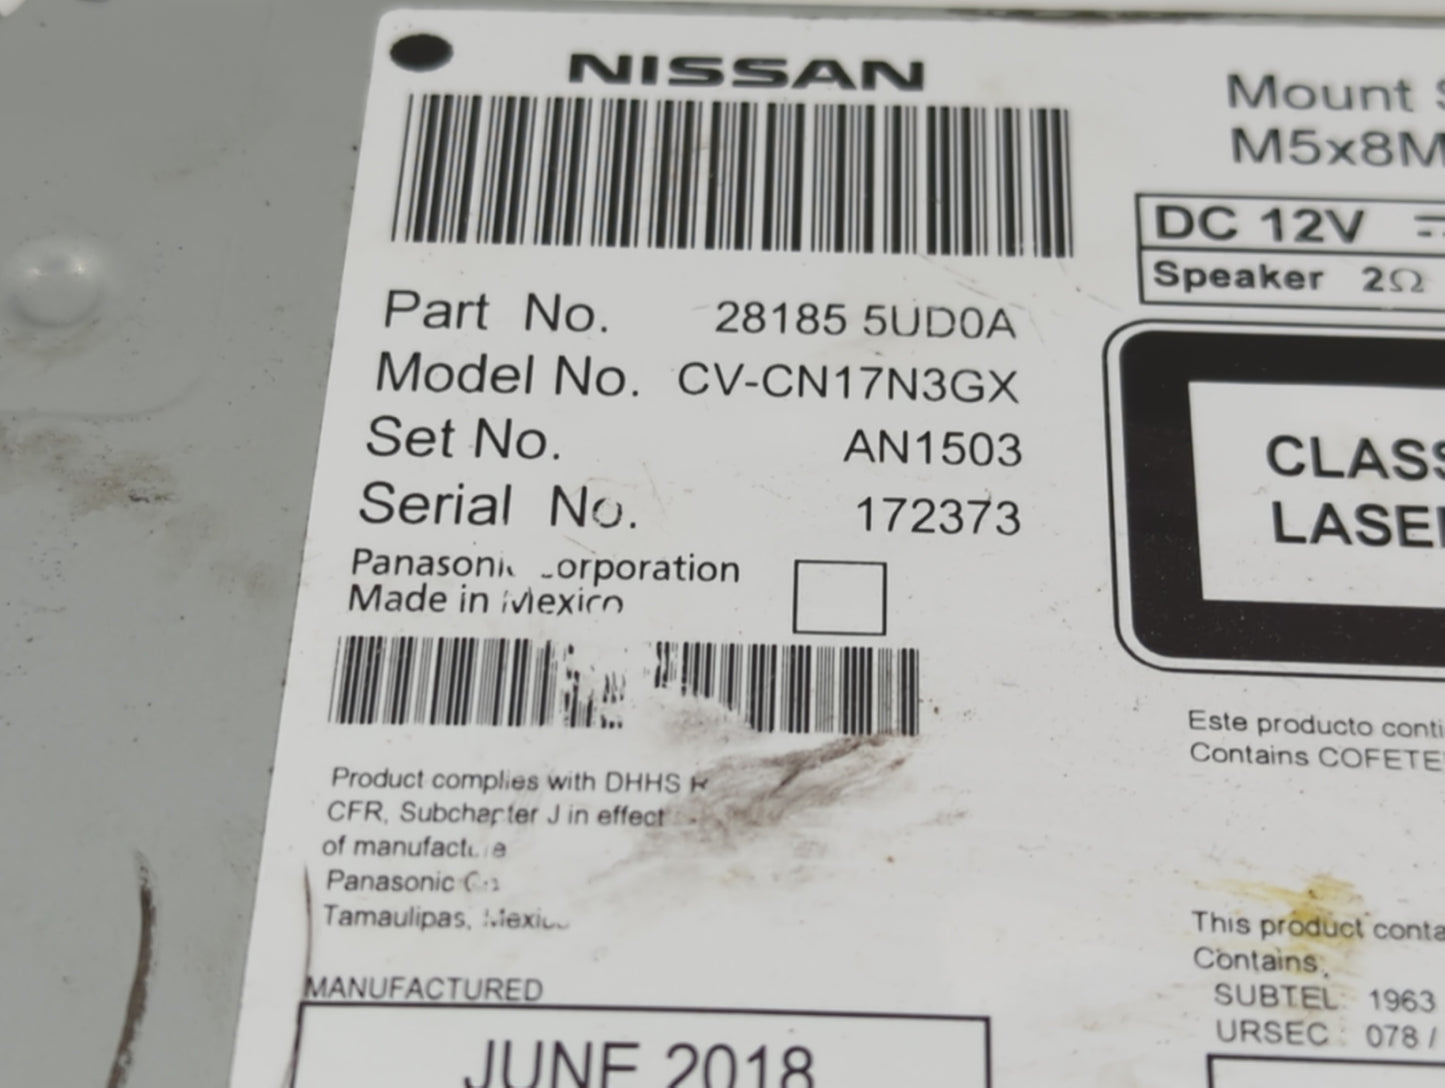 NISSAN
Part No. 28185 5UD0A
Model No. CV-CN17N3GX
Set No. AN1503
Serial No. 172373
Panasonic Corporation
Made in Mexico
Product complies with DHHS R
CFR, Subchapter J in effect
of manufacture
Panasonic
Tamaulipas, Mexico
MANUFACTURED
JUNE 2018
Mount S
M5x8M
DC 12V ⎓
Speaker 2Ω
CLASS
LASER
Este producto conti
Contains COFETE
This product conta
Contains,
SUBTEL: 1963
URSEC : 078 /